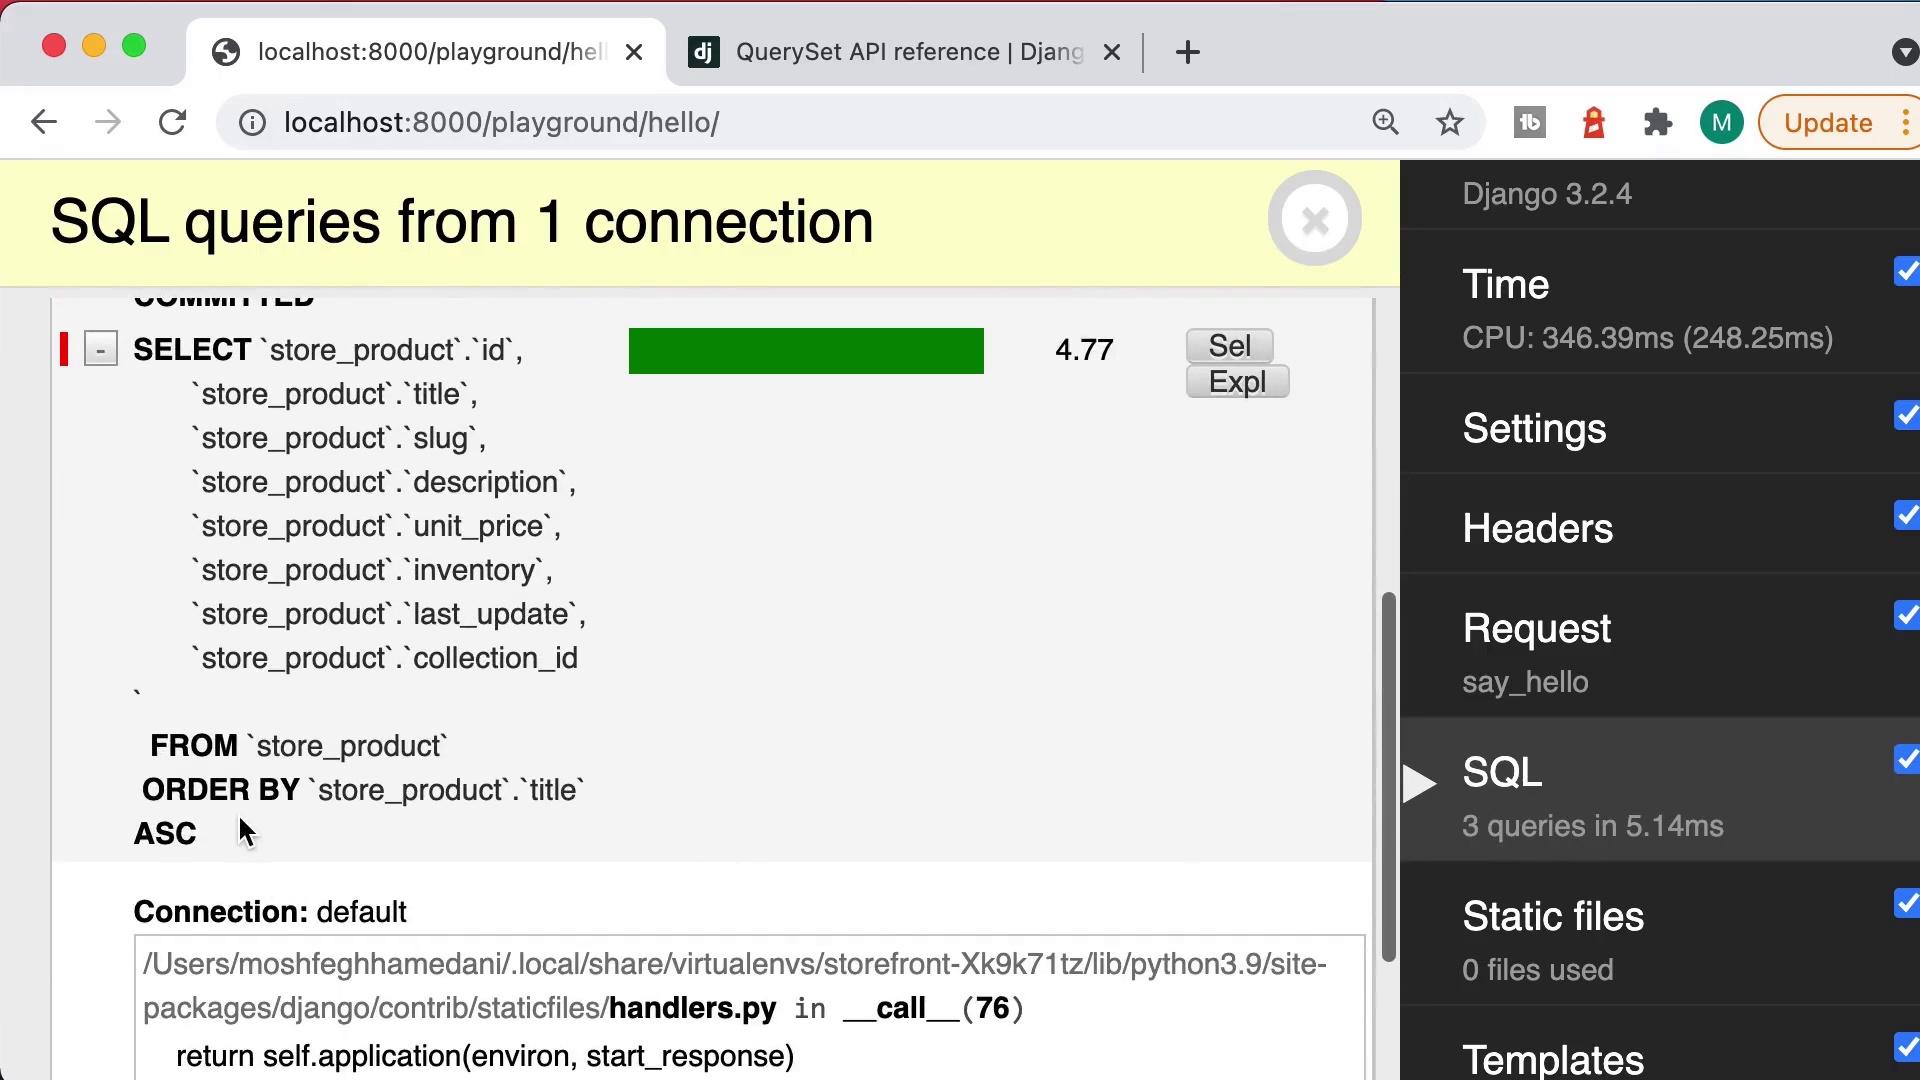 localhost:8000/playground/hel
QuerySet API reference | Djang
localhost:8000/playground/hello/
M
Update
SQL queries from 1 connection
COMMITTED
- SELECT `store_product`.`id`, 4.77 Sel
Expl
`store_product`.`title`,
`store_product`.`slug`,
`store_product`.`description`,
`store_product`.`unit_price`,
`store_product`.`inventory`,
`store_product`.`last_update`,
`store_product`.`collection_id
`
FROM `store_product`
ORDER BY `store_product`.`title`
ASC
Connection: default
/Users/moshfeghhamedani/.local/share/virtualenvs/storefront-Xk9k71tz/lib/python3.9/site-
packages/django/contrib/staticfiles/handlers.py in __call__(76)
return self.application(environ, start_response)
Django 3.2.4
Time
CPU: 346.39ms (248.25ms)
Settings
Headers
Request
say_hello
SQL
3 queries in 5.14ms
Static files
0 files used
Templates